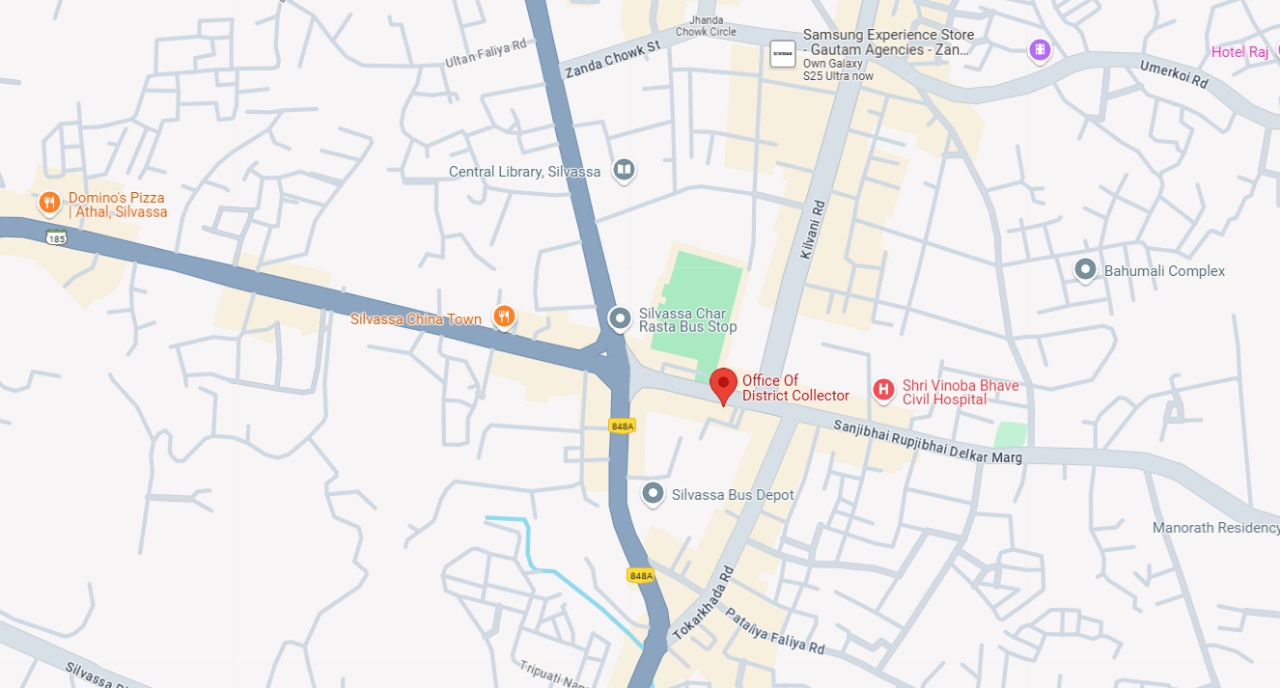 Jhanda
Chowk Circle
Samsung Experience Store
- Gautam Agencies - Zan...
Own Galaxy
S25 Ultra now
Hotel Raj
Ultan Faliya Rd
Zanda Chowk St
Umerkoi Rd
Central Library, Silvassa
Domino's Pizza
| Athal, Silvassa
185
Kilvani Rd
Bahumali Complex
Silvassa China Town
Silvassa Char
Rasta Bus Stop
Office Of
District Collector
Shri Vinoba Bhave
Civil Hospital
848A
Sanjibhai Rupjibhai Delkar Marg
Silvassa Bus Depot
Manorath Residency
848A
Tokarkhada Rd
Pataliya Faliya Rd
Tripuati Nag
Silvassa